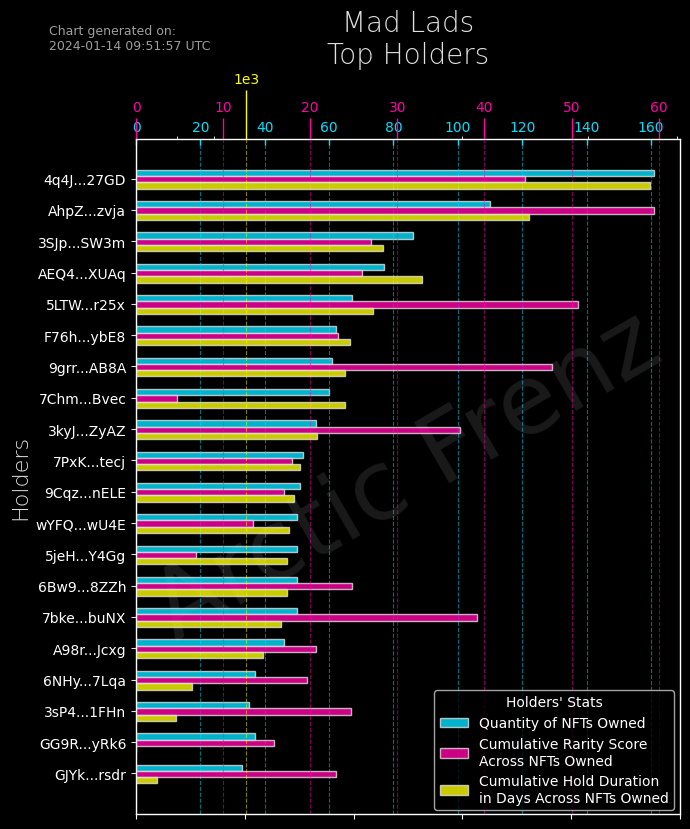 Chart generated on:
2024-01-14 09:51:57 UTC
Mad Lads
Top Holders
1e3
0 10 20 30 40 50 60
0 20 40 60 80 100 120 140 160
4q4J...27GD
AhpZ...zvja
3SJp...SW3m
AEQ4...XUAq
5LTW...r25x
F76h...ybE8
9grr...AB8A
7Chm...Bvec
3kyJ...ZyAZ
7PxK...tecj
9Cqz...nELE
wYFQ...wU4E
5jeH...Y4Gg
6Bw9...8ZZh
7bke...buNX
A98r...Jcxg
6NHy...7Lqa
3sP4...1FHn
GG9R...yRk6
GJYk...rsdr
Holders
Arctic Frenz
Holders' Stats
Quantity of NFTs Owned
Cumulative Rarity Score
Across NFTs Owned
Cumulative Hold Duration
in Days Across NFTs Owned